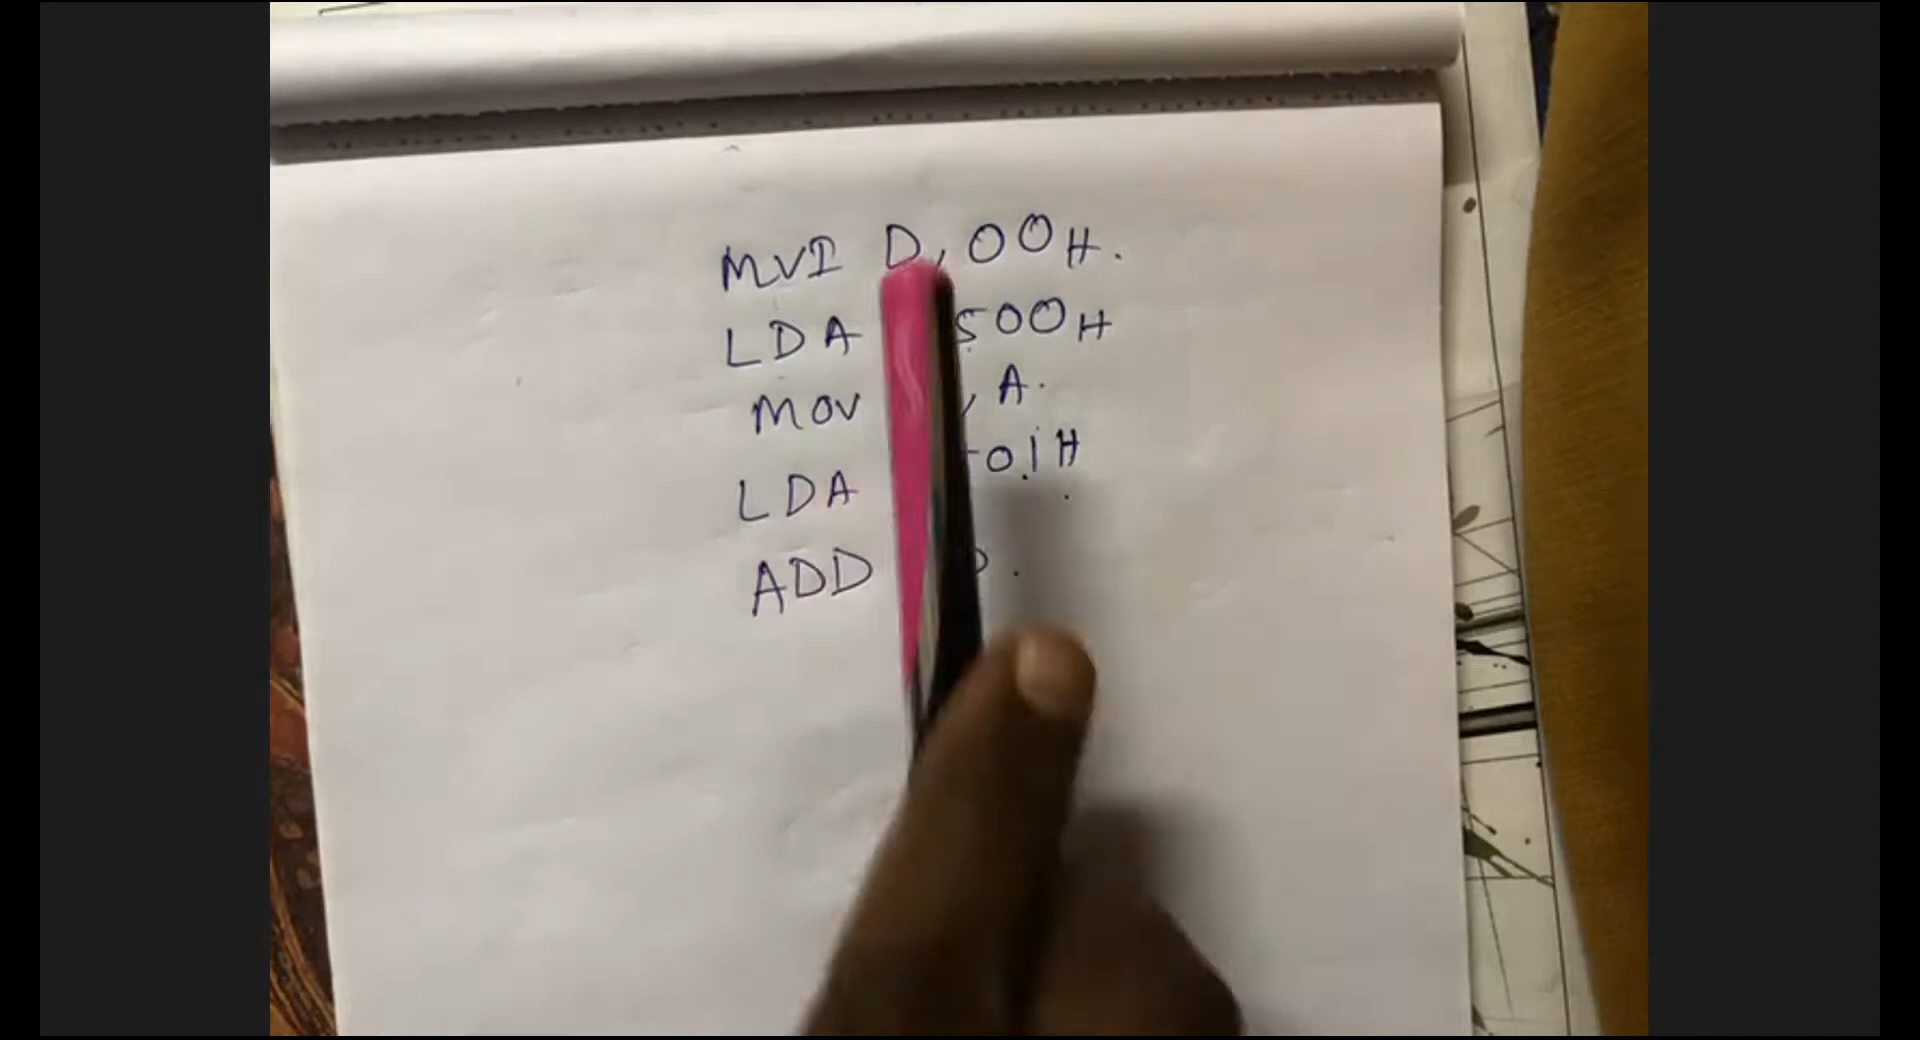 MVI D, 00H.
LDA 500H
MOV , A.
LDA 01H
ADD